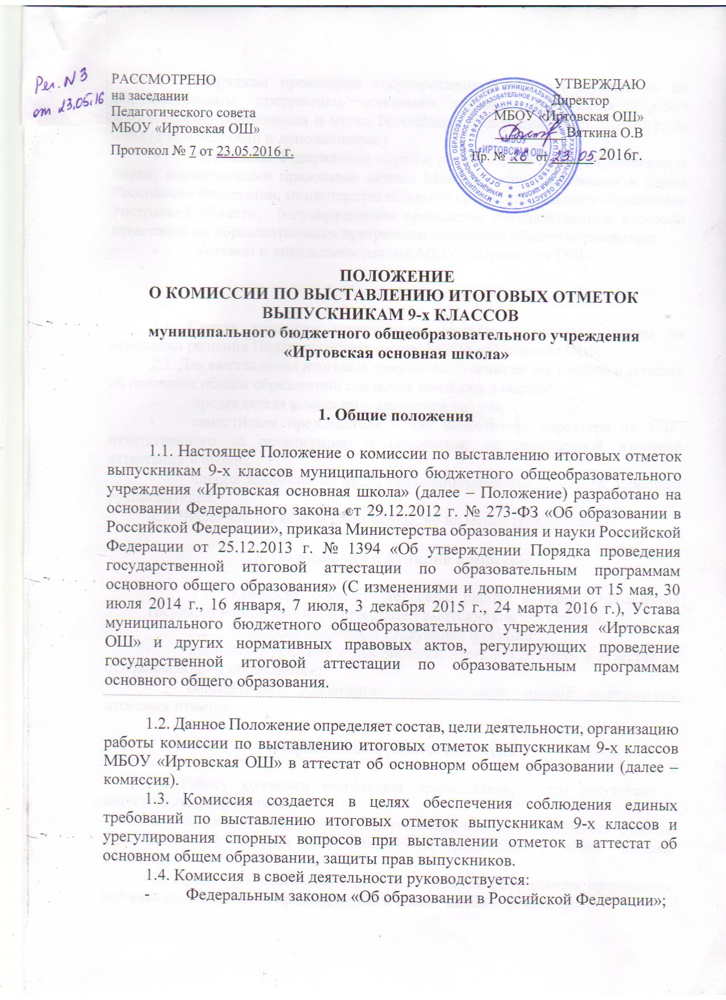 Рег. N 3
от 23.05.16
РАССМОТРЕНО
на заседании
Педагогического совета
МБОУ «Иртовская ОШ»
Протокол № 7 от 23.05.2016 г.
УТВЕРЖДАЮ
Директор
МБОУ «Иртовская ОШ»
Вяткина О.В
Пр. № 26 от 23. 05. 2016г.
МБОУ
«ИРТОВСКАЯ ОШ»
ПОЛОЖЕНИЕ
О КОМИССИИ ПО ВЫСТАВЛЕНИЮ ИТОГОВЫХ ОТМЕТОК
ВЫПУСКНИКАМ 9-х КЛАССОВ
муниципального бюджетного общеобразовательного учреждения
«Иртовская основная школа»
1. Общие положения
1.1. Настоящее Положение о комиссии по выставлению итоговых отметок
выпускникам 9-х классов муниципального бюджетного общеобразовательного
учреждения «Иртовская основная школа» (далее – Положение) разработано на
основании Федерального закона от 29.12.2012 г. № 273-ФЗ «Об образовании в
Российской Федерации», приказа Министерства образования и науки Российской
Федерации от 25.12.2013 г. № 1394 «Об утверждении Порядка проведения
государственной итоговой аттестации по образовательным программам
основного общего образования» (С изменениями и дополнениями от 15 мая, 30
июля 2014 г., 16 января, 7 июля, 3 декабря 2015 г., 24 марта 2016 г.), Устава
муниципального бюджетного общеобразовательного учреждения «Иртовская
ОШ» и других нормативных правовых актов, регулирующих проведение
государственной итоговой аттестации по образовательным программам
основного общего образования.
1.2. Данное Положение определяет состав, цели деятельности, организацию
работы комиссии по выставлению итоговых отметок выпускникам 9-х классов
МБОУ «Иртовская ОШ» в аттестат об основнорм общем образовании (далее –
комиссия).
1.3. Комиссия создается в целях обеспечения соблюдения единых
требований по выставлению итоговых отметок выпускникам 9-х классов и
урегулирования спорных вопросов при выставлении отметок в аттестат об
основном общем образовании, защиты прав выпускников.
1.4. Комиссия в своей деятельности руководствуется:
- Федеральным законом «Об образовании в Российской Федерации»;